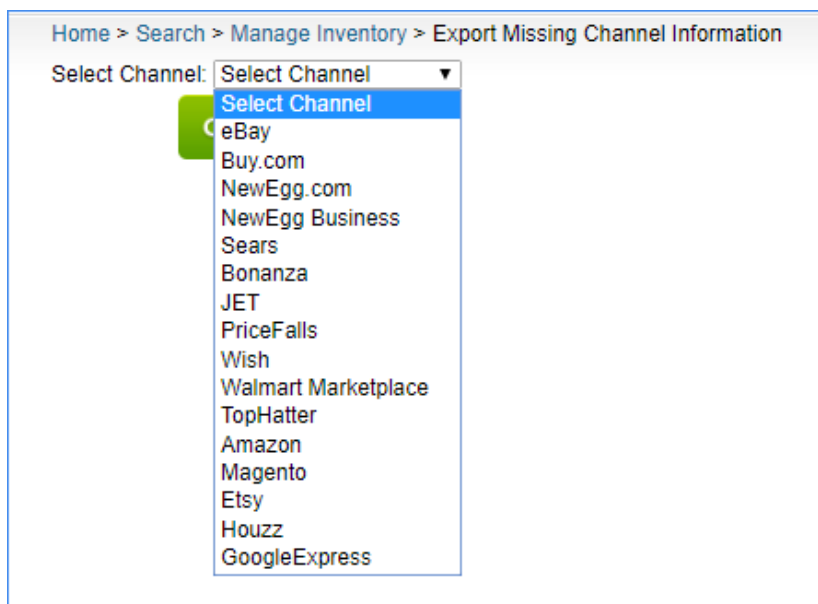 Home > Search > Manage Inventory > Export Missing Channel Information
Select Channel: Select Channel
Select Channel
eBay
Buy.com
NewEgg.com
NewEgg Business
Sears
Bonanza
JET
PriceFalls
Wish
Walmart Marketplace
TopHatter
Amazon
Magento
Etsy
Houzz
GoogleExpress